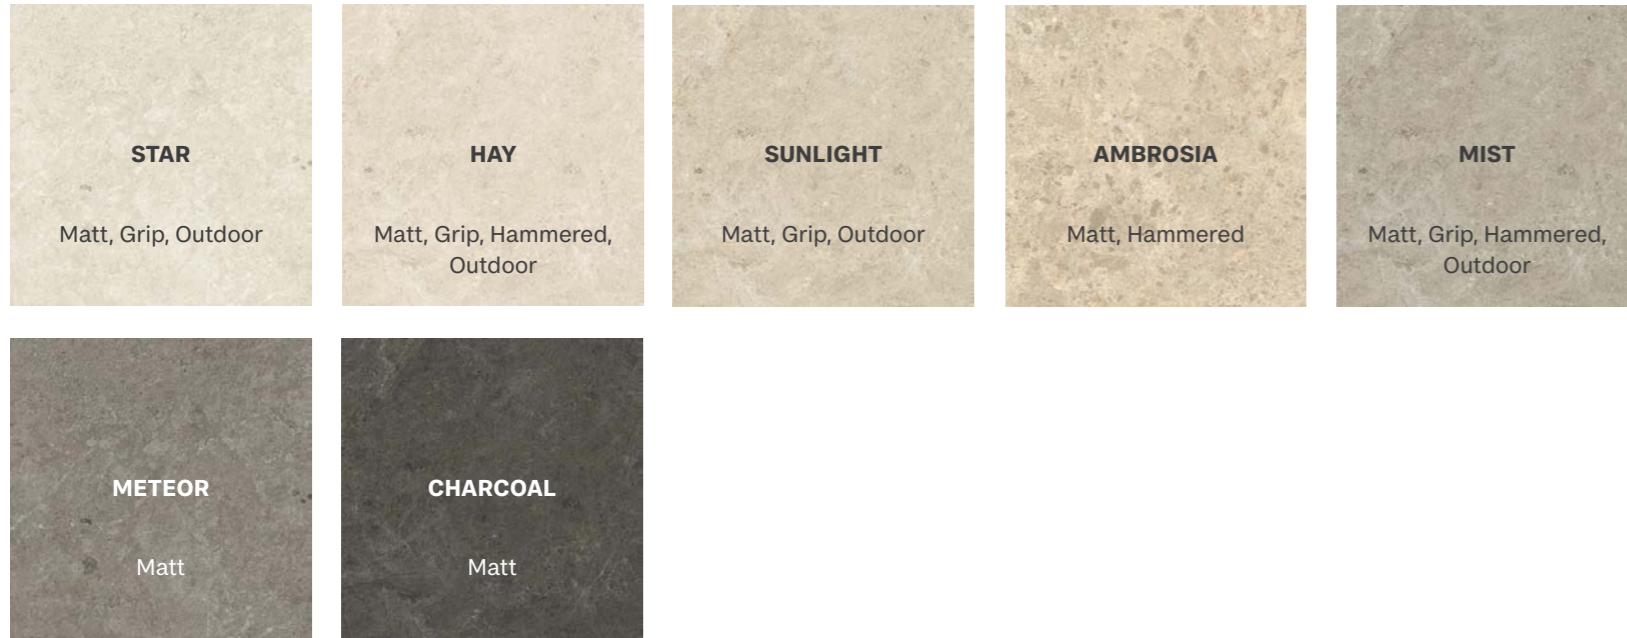 STAR
Matt, Grip, Outdoor
HAY
Matt, Grip, Hammered,
Outdoor
SUNLIGHT
Matt, Grip, Outdoor
AMBROSIA
Matt, Hammered
MIST
Matt, Grip, Hammered,
Outdoor
METEOR
Matt
CHARCOAL
Matt